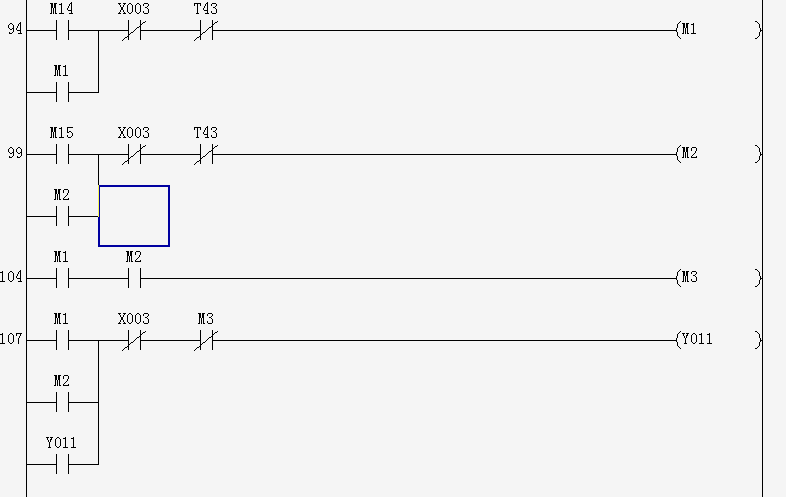 M14 X003 T43
94 (M1 )
M1
M15 X003 T43
99 (M2 )
M2
M1 M2
104 (M3 )
M1 X003 M3
107 (Y011 )
M2
Y011